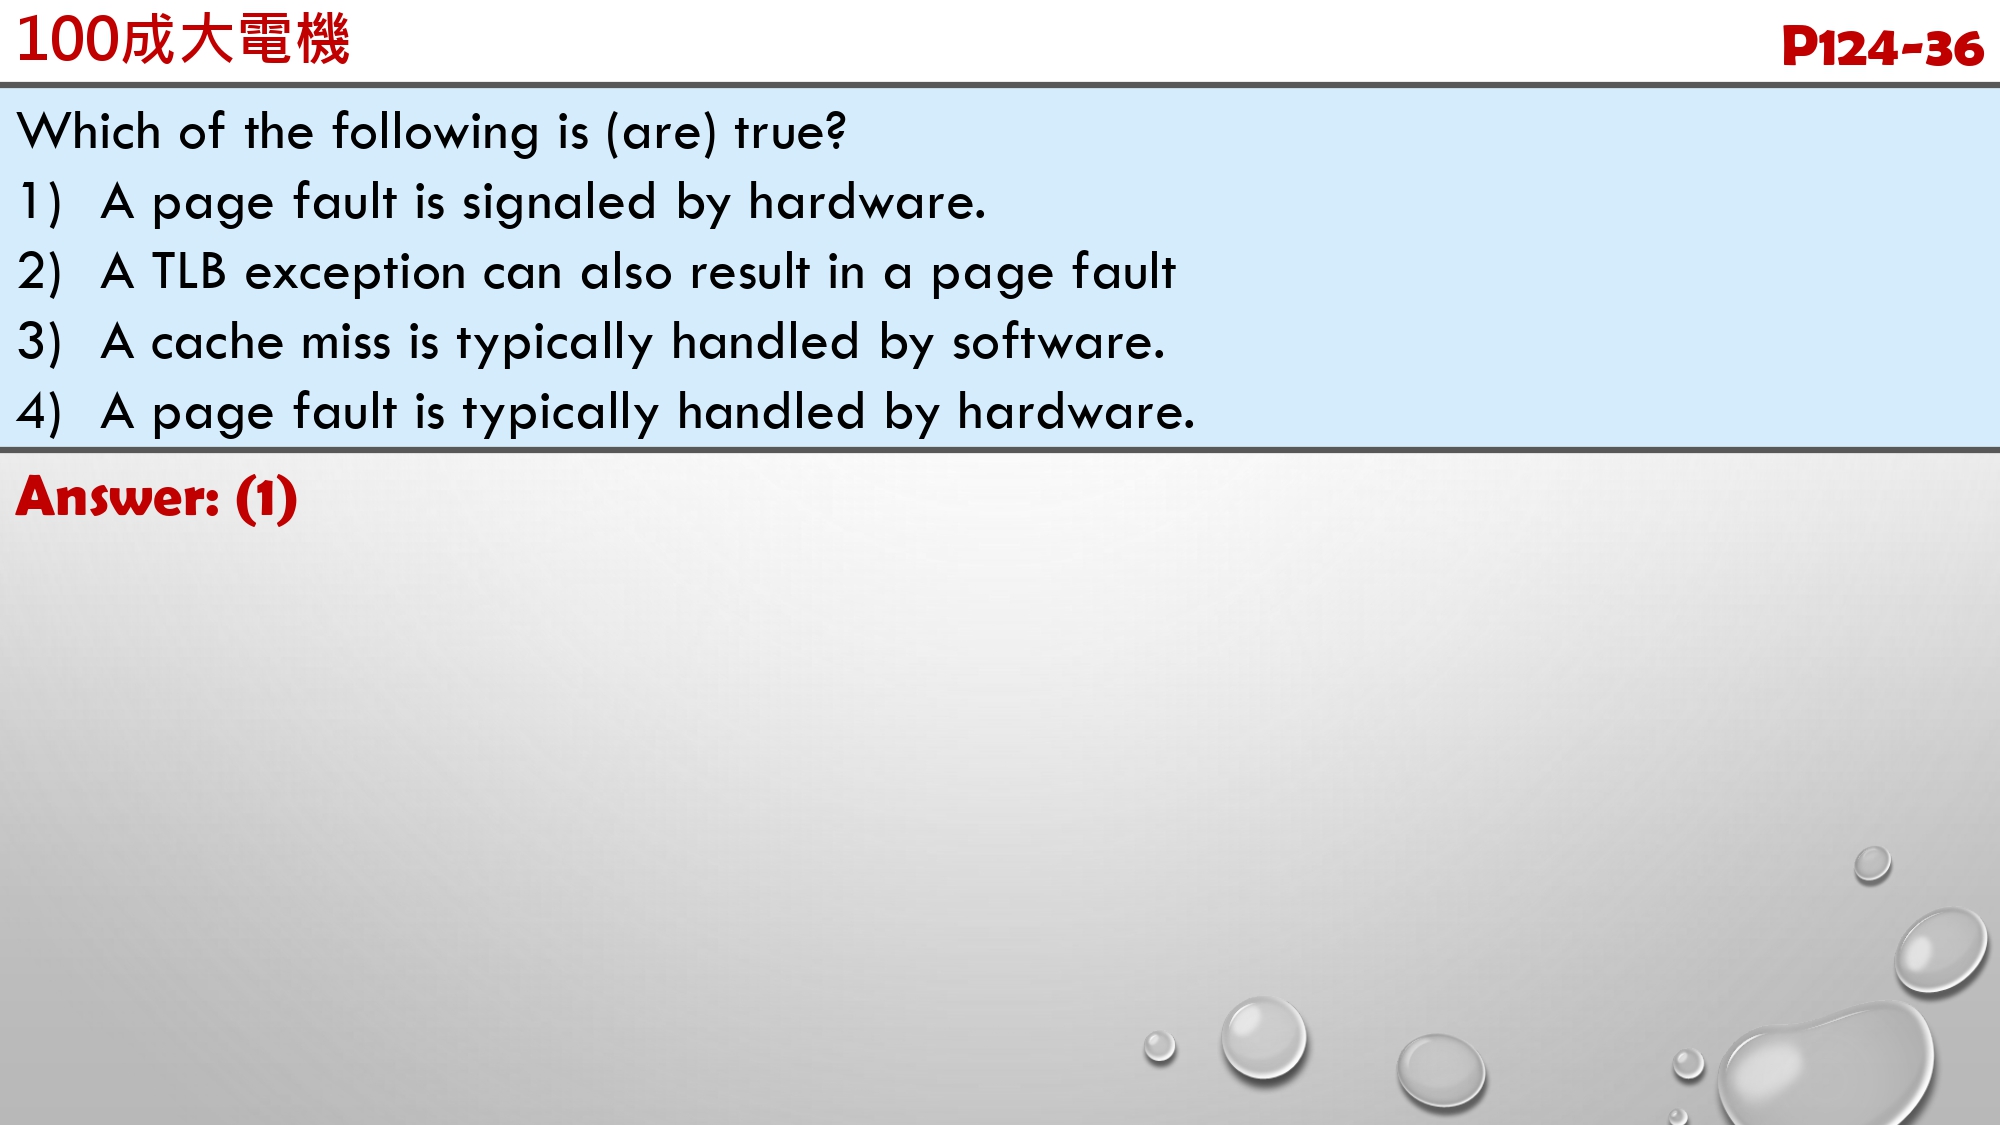 100成大電機
P124-36
Which of the following is (are) true?
1) A page fault is signaled by hardware.
2) A TLB exception can also result in a page fault
3) A cache miss is typically handled by software.
4) A page fault is typically handled by hardware.
Answer: (1)